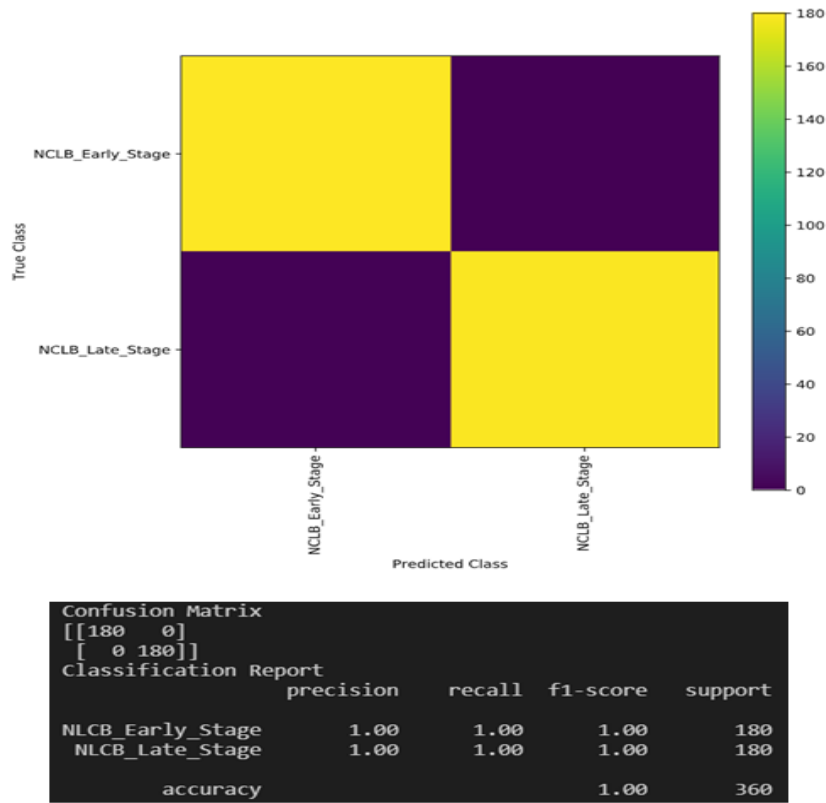 180
160
140
120
100
80
60
40
20
0
True Class
NCLB_Early_Stage
NCLB_Late_Stage
NCLB_Early_Stage
NCLB_Late_Stage
Predicted Class
Confusion Matrix
[[180   0]
 [  0 180]]
Classification Report
precision recall f1-score support
NLCB_Early_Stage 1.00 1.00 1.00 180
NLCB_Late_Stage 1.00 1.00 1.00 180
accuracy 1.00 360